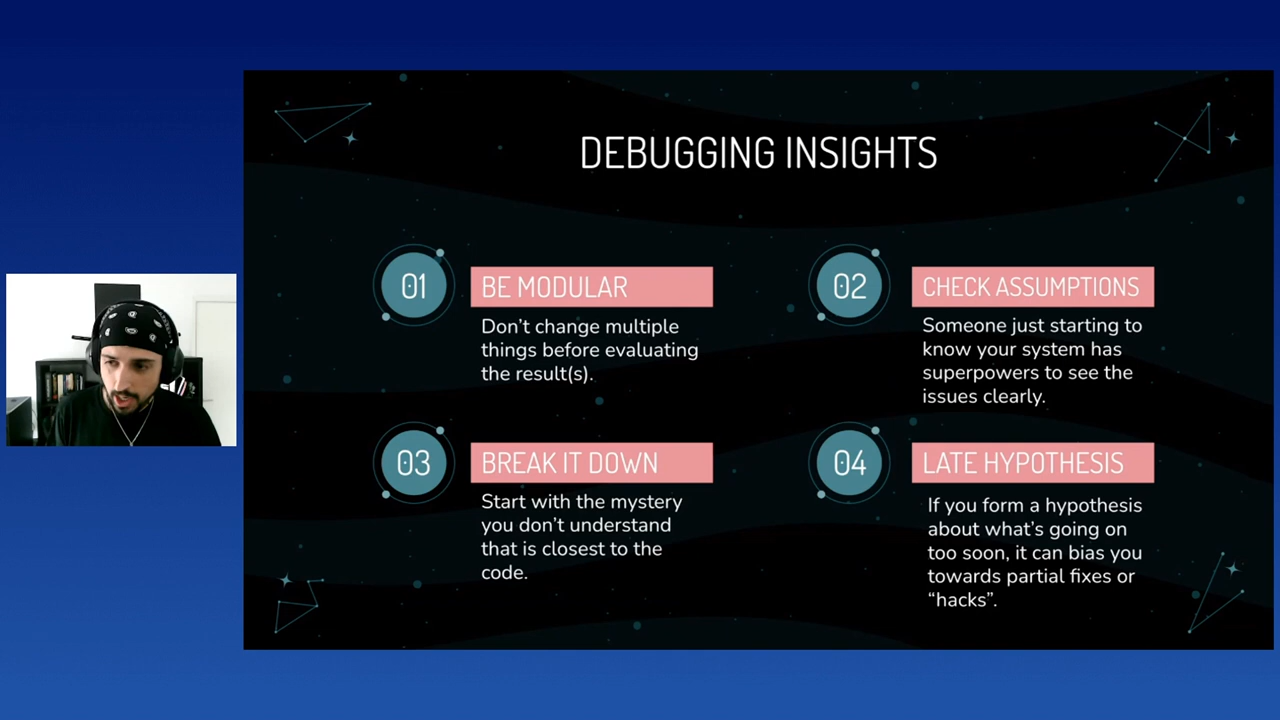 DEBUGGING INSIGHTS
01
BE MODULAR
Don't change multiple
things before evaluating
the result(s).
02
CHECK ASSUMPTIONS
Someone just starting to
know your system has
superpowers to see the
issues clearly.
03
BREAK IT DOWN
Start with the mystery
you don't understand
that is closest to the
code.
04
LATE HYPOTHESIS
If you form a hypothesis
about what's going on
too soon, it can bias you
towards partial fixes or
“hacks”.